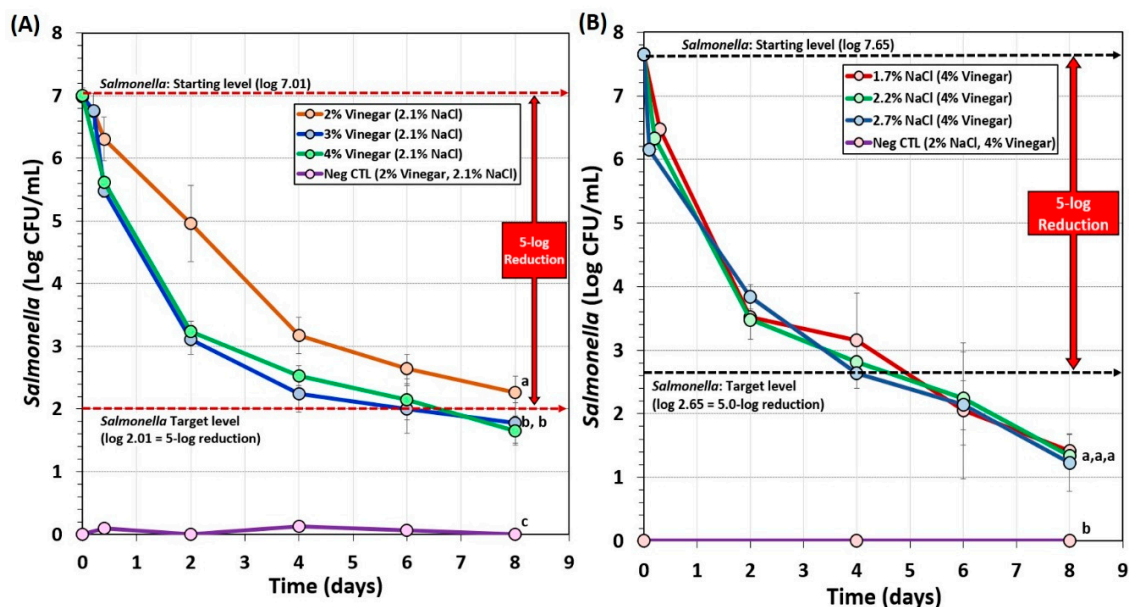 (A)
Salmonella: Starting level (log 7.01)
2% Vinegar (2.1% NaCl)
3% Vinegar (2.1% NaCl)
4% Vinegar (2.1% NaCl)
Neg CTL (2% Vinegar, 2.1% NaCl)
5-log
Reduction
Salmonella Target level
(log 2.01 = 5-log reduction)
a
b, b
c
Salmonella (Log CFU/mL)
8
7
6
5
4
3
2
1
0
0 1 2 3 4 5 6 7 8 9
Time (days)
(B)
Salmonella: Starting level (log 7.65)
1.7% NaCl (4% Vinegar)
2.2% NaCl (4% Vinegar)
2.7% NaCl (4% Vinegar)
Neg CTL (2% NaCl, 4% Vinegar)
5-log
Reduction
Salmonella: Target level
(log 2.65 = 5.0-log reduction)
a,a,a
b
Salmonella (Log CFU/mL)
8
7
6
5
4
3
2
1
0
0 1 2 3 4 5 6 7 8 9
Time (days)